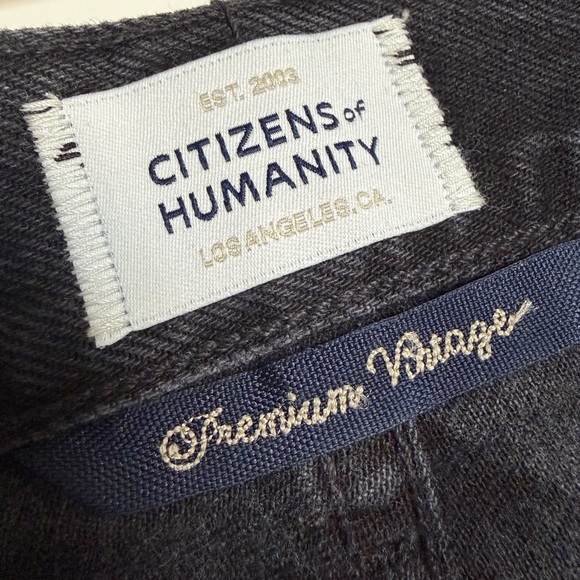 EST. 2003
CITIZENS of
HUMANITY
LOS ANGELES, CA.
Premium Vintage